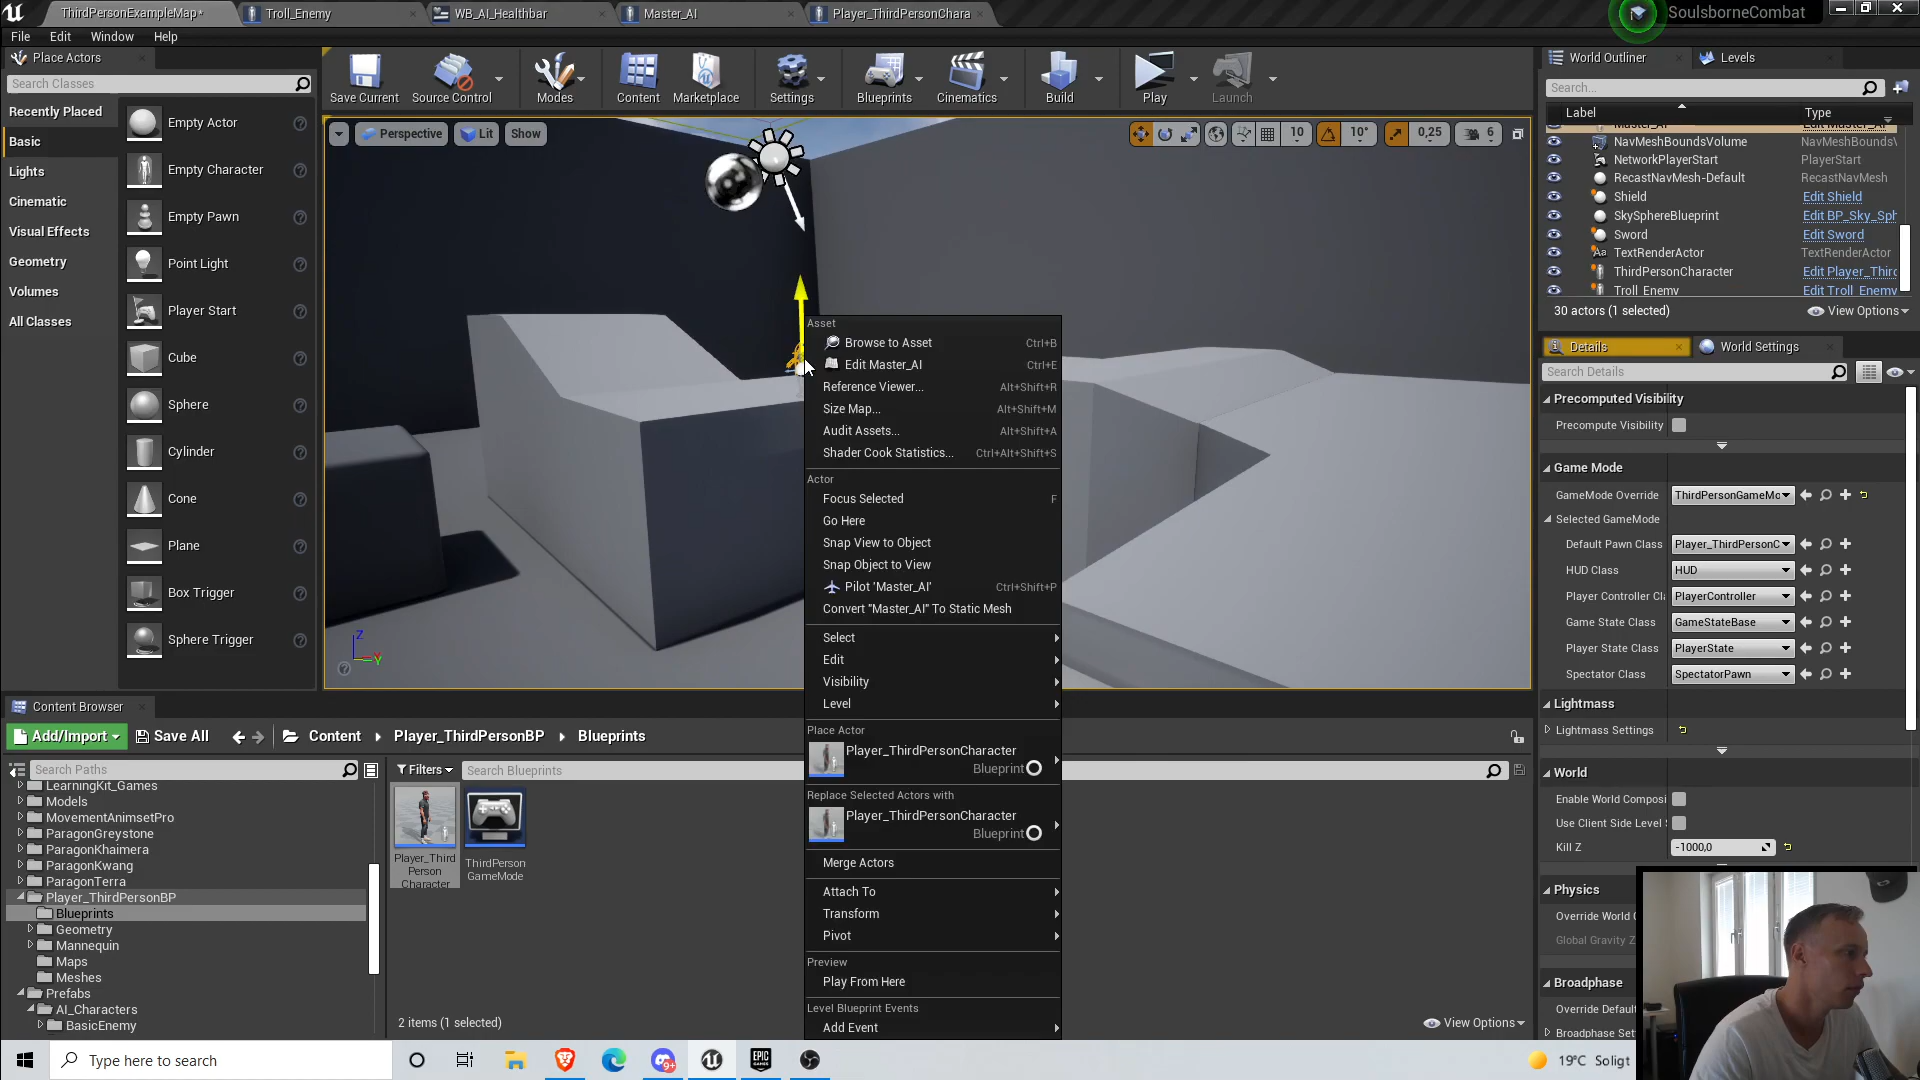 ThirdPersonExampleMap*
Troll_Enemy
WB_AI_Healthbar
Master_AI
Player_ThirdPersonChara
SoulsborneCombat
File
Edit
Window
Help
Place Actors
Search Classes
Recently Placed
Basic
Lights
Cinematic
Visual Effects
Geometry
Volumes
All Classes
Empty Actor
Empty Character
Empty Pawn
Point Light
Player Start
Cube
Sphere
Cylinder
Cone
Plane
Box Trigger
Sphere Trigger
Save Current
Source Control
Modes
Content
Marketplace
Settings
Blueprints
Cinematics
Build
Play
Launch
Perspective
Lit
Show
10
10°
0,25
6
Z
Y
Asset
Browse to Asset Ctrl+B
Edit Master_AI Ctrl+E
Reference Viewer... Alt+Shift+R
Size Map... Alt+Shift+M
Audit Assets... Alt+Shift+A
Shader Cook Statistics... Ctrl+Alt+Shift+S
Actor
Focus Selected F
Go Here
Snap View to Object
Snap Object to View
Pilot 'Master_AI' Ctrl+Shift+P
Convert "Master_AI" To Static Mesh
Select
Edit
Visibility
Level
Place Actor
Player_ThirdPersonCharacter
Blueprint
Replace Selected Actors with
Player_ThirdPersonCharacter
Blueprint
Merge Actors
Attach To
Transform
Pivot
Preview
Play From Here
Level Blueprint Events
Add Event
World Outliner
Levels
Search...
Label Type
Master_AI Edit Master_AI
NavMeshBoundsVolume NavMeshBoundsV
NetworkPlayerStart PlayerStart
RecastNavMesh-Default RecastNavMesh
Shield Edit Shield
SkySphereBlueprint Edit BP_Sky_Sph
Sword Edit Sword
TextRenderActor TextRenderActor
ThirdPersonCharacter Edit Player_Thirc
Troll_Enemy Edit Troll_Enemy
30 actors (1 selected)
View Options
Details
World Settings
Search Details
Precomputed Visibility
Precompute Visibility
Game Mode
GameMode Override ThirdPersonGameMo
Selected GameMode
Default Pawn Class Player_ThirdPersonC
HUD Class HUD
Player Controller Cl PlayerController
Game State Class GameStateBase
Player State Class PlayerState
Spectator Class SpectatorPawn
Lightmass
Lightmass Settings
World
Enable World Composi
Use Client Side Level
Kill Z -1000,0
Physics
Override World
Global Gravity Z
Broadphase
Override Default
Broadphase Set
Content Browser
Add/Import
Save All
Content
Player_ThirdPersonBP
Blueprints
Search Paths
Filters
Search Blueprints
LearningKit_Games
Models
MovementAnimsetPro
ParagonGreystone
ParagonKhaimera
ParagonKwang
ParagonTerra
Player_ThirdPersonBP
Blueprints
Geometry
Mannequin
Maps
Meshes
Prefabs
AI_Characters
BasicEnemy
Player_Third
Person
Character
ThirdPerson
GameMode
2 items (1 selected)
View Options
Type here to search
9+
EPIC
GAMES
19°C Soligt